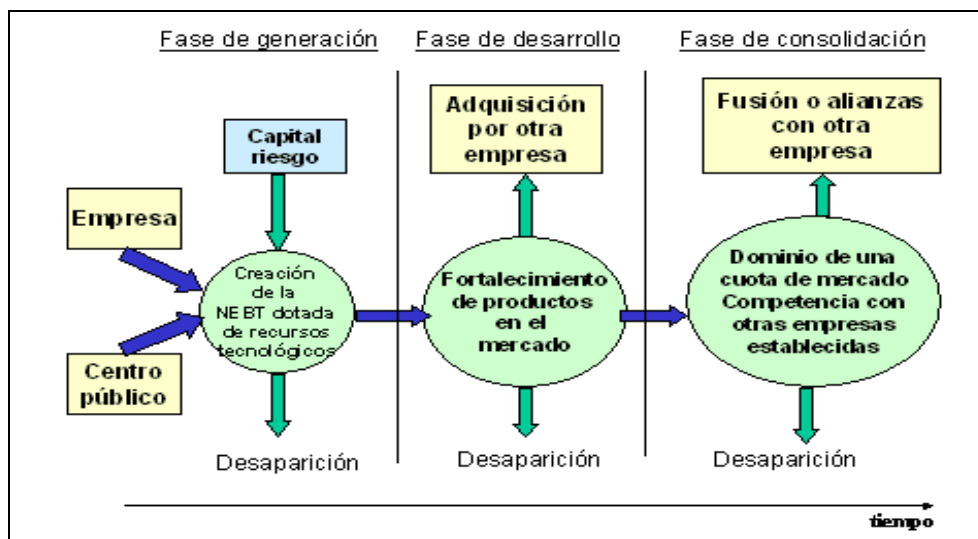 Fase de generación
Fase de desarrollo
Fase de consolidación
Capital
riesgo
Adquisición
por otra
empresa
Fusión o alianzas
con otra
empresa
Empresa
Centro
público
Creación
de la
NEBT dotada
de recursos
tecnológicos
Fortalecimiento
de productos
en el
mercado
Dominio de una
cuota de mercado
Competencia con
otras empresas
establecidas
Desaparición
Desaparición
Desaparición
tiempo